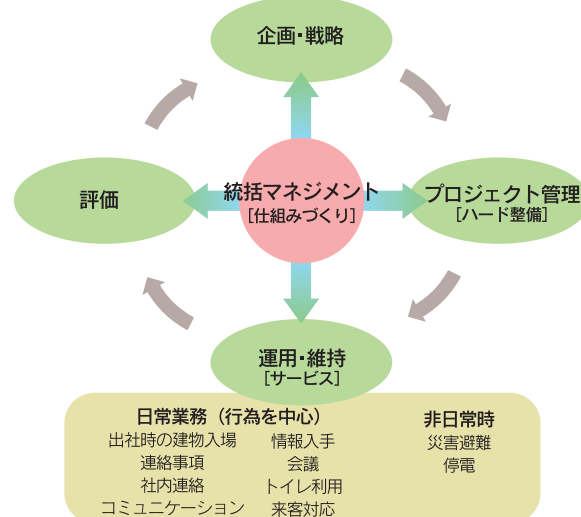 企画・戦略
評価
統括マネジメント
[仕組みづくり]
プロジェクト管理
[ハード整備]
運用・維持
[サービス]
日常業務（行為を中心）
出社時の建物入場
連絡事項
社内連絡
コミュニケーション
情報入手
会議
トイレ利用
来客対応
非日常時
災害避難
停電